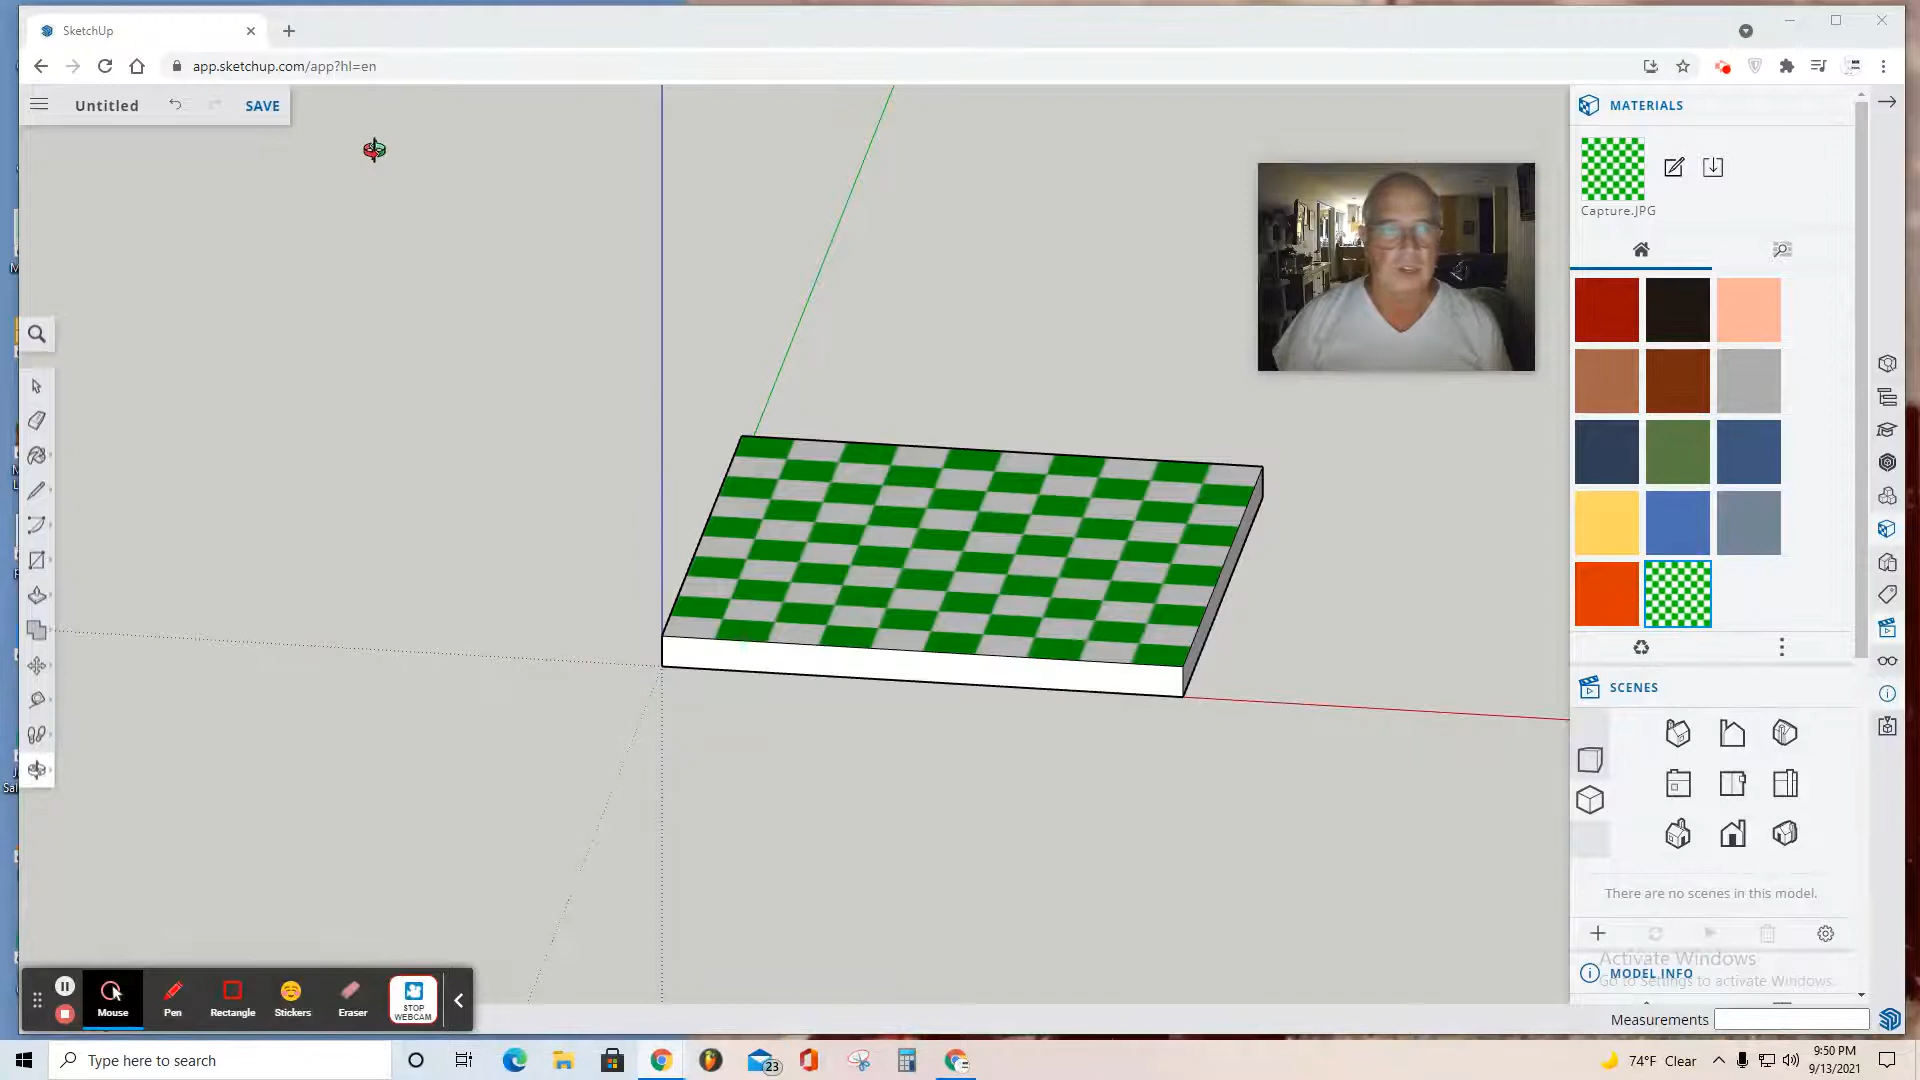 SketchUp
app.sketchup.com/app?hl=en
Untitled
SAVE
MATERIALS
Capture.JPG
SCENES
There are no scenes in this model.
Activate Windows
MODEL INFO
Go to Settings to activate Windows.
Mouse
Pen
Rectangle
Stickers
Eraser
STOP
WEBCAM
Measurements
Type here to search
23
74°F Clear
9:50 PM
9/13/2021